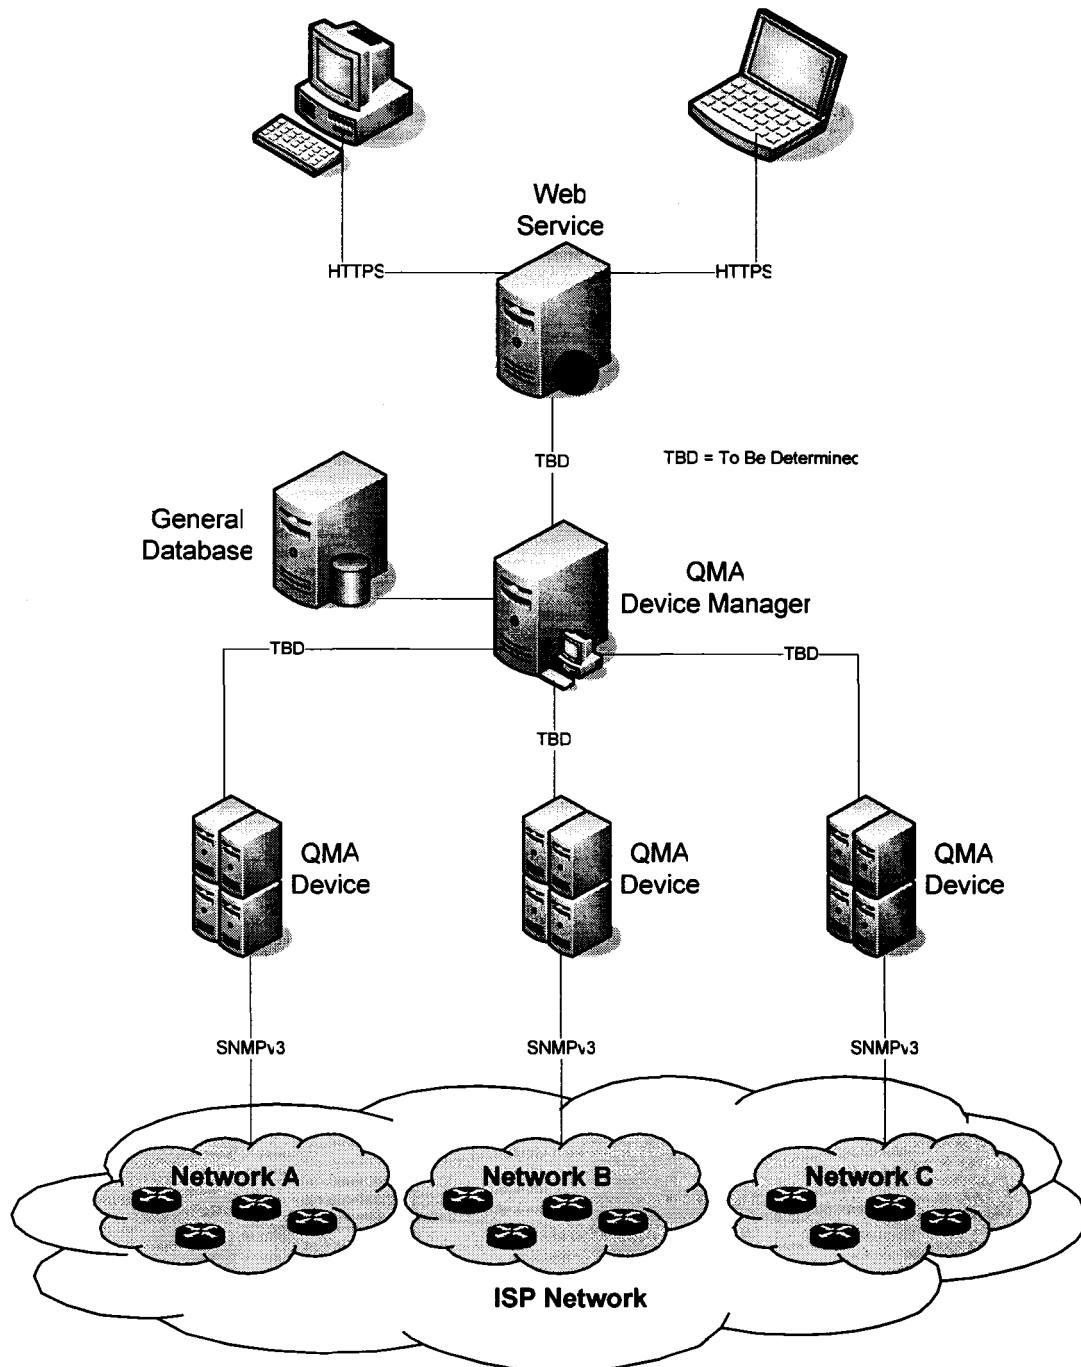 Web
Service
HTTPS
HTTPS
TBD
TBD = To Be Determined
General
Database
QMA
Device Manager
TBD
TBD
TBD
QMA
Device
QMA
Device
QMA
Device
SNMPv3
SNMPv3
SNMPv3
Network A
Network B
Network C
ISP Network